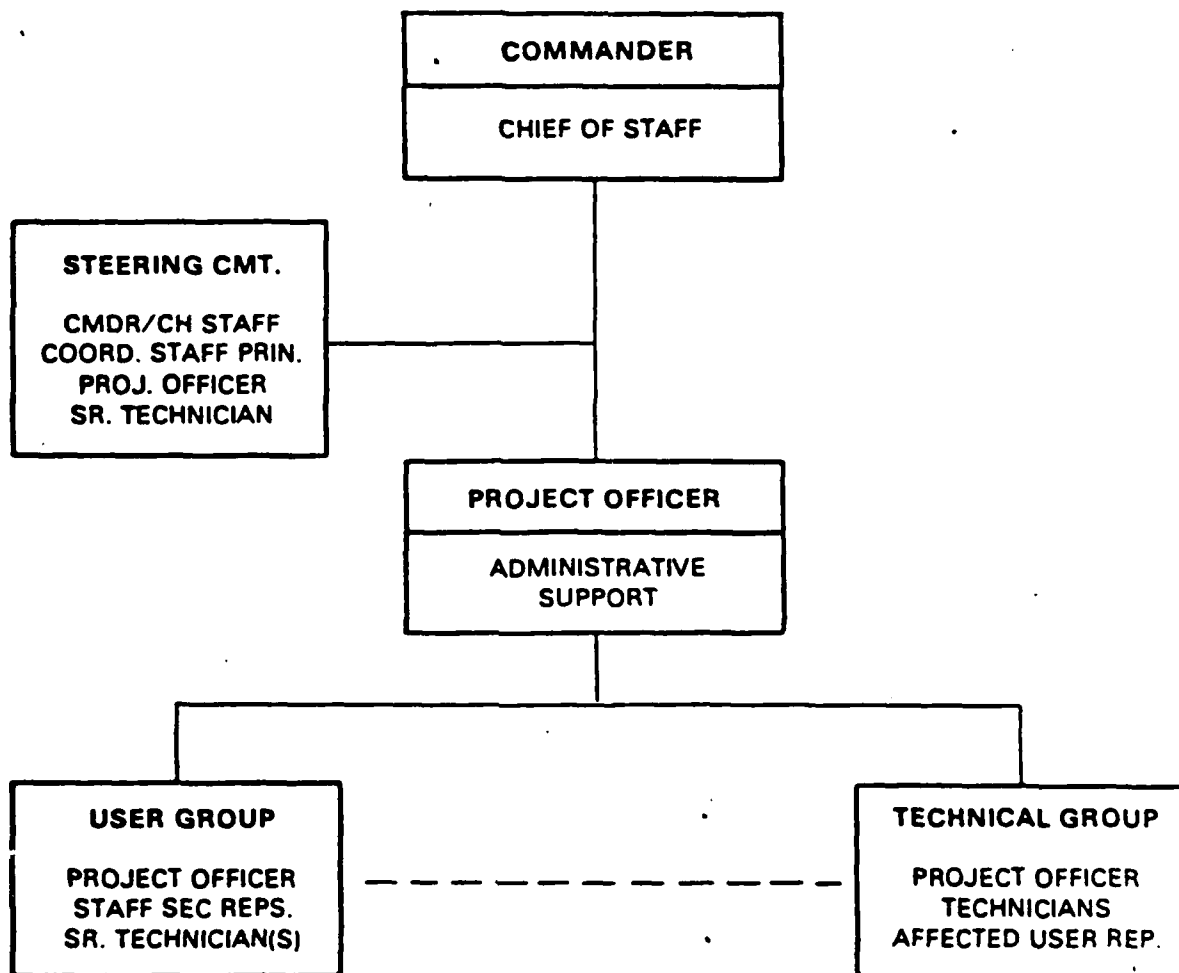 COMMANDER
CHIEF OF STAFF
STEERING CMT.
CMDR/CH STAFF
COORD. STAFF PRIN.
PROJ. OFFICER
SR. TECHNICIAN
PROJECT OFFICER
ADMINISTRATIVE
SUPPORT
USER GROUP
PROJECT OFFICER
STAFF SEC REPS.
SR. TECHNICIAN(S)
TECHNICAL GROUP
PROJECT OFFICER
TECHNICIANS
AFFECTED USER REP.